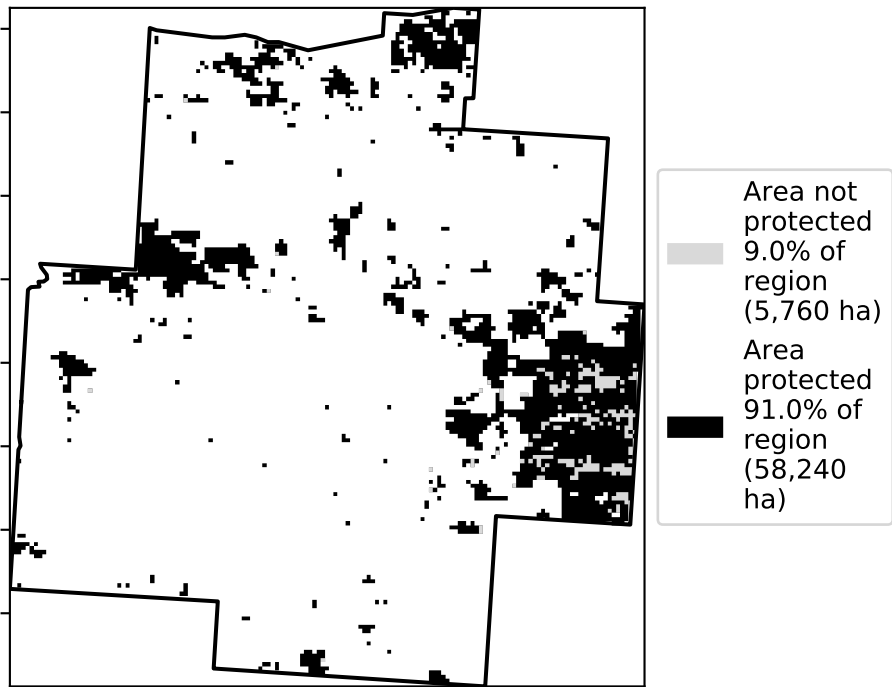 Area not
protected
9.0% of
region
(5,760 ha)
Area
protected
91.0% of
region
(58,240
ha)